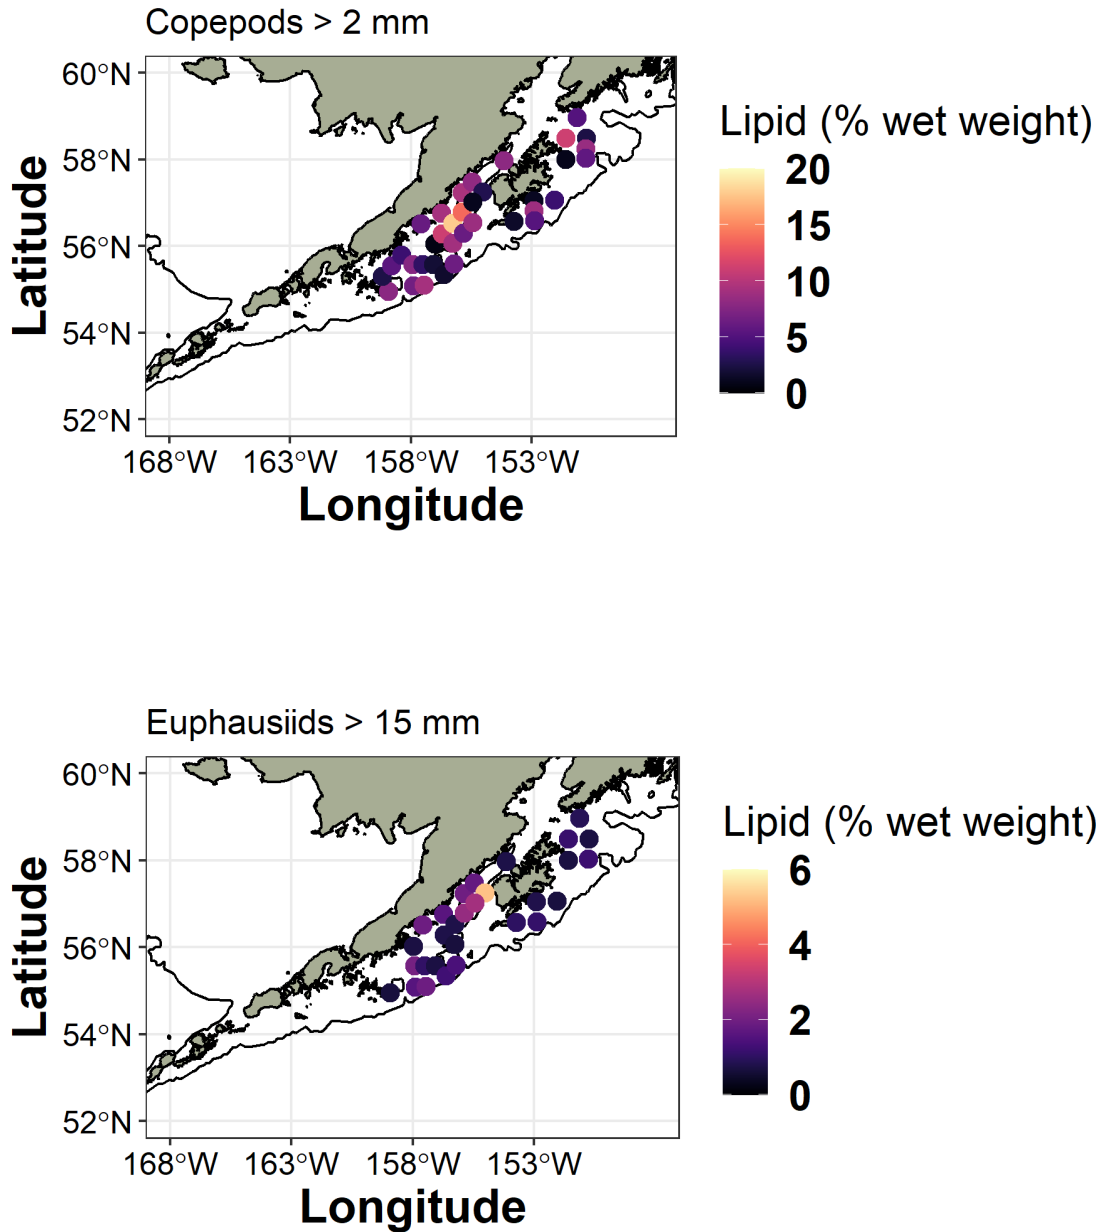 Copepods > 2 mm
Lipid (% wet weight)
60°N
58°N
56°N
54°N
52°N
Latitude
20
15
10
5
0
168°W 163°W 158°W 153°W
Longitude
Euphausiids > 15 mm
Lipid (% wet weight)
60°N
58°N
56°N
54°N
52°N
Latitude
6
4
2
0
168°W 163°W 158°W 153°W
Longitude